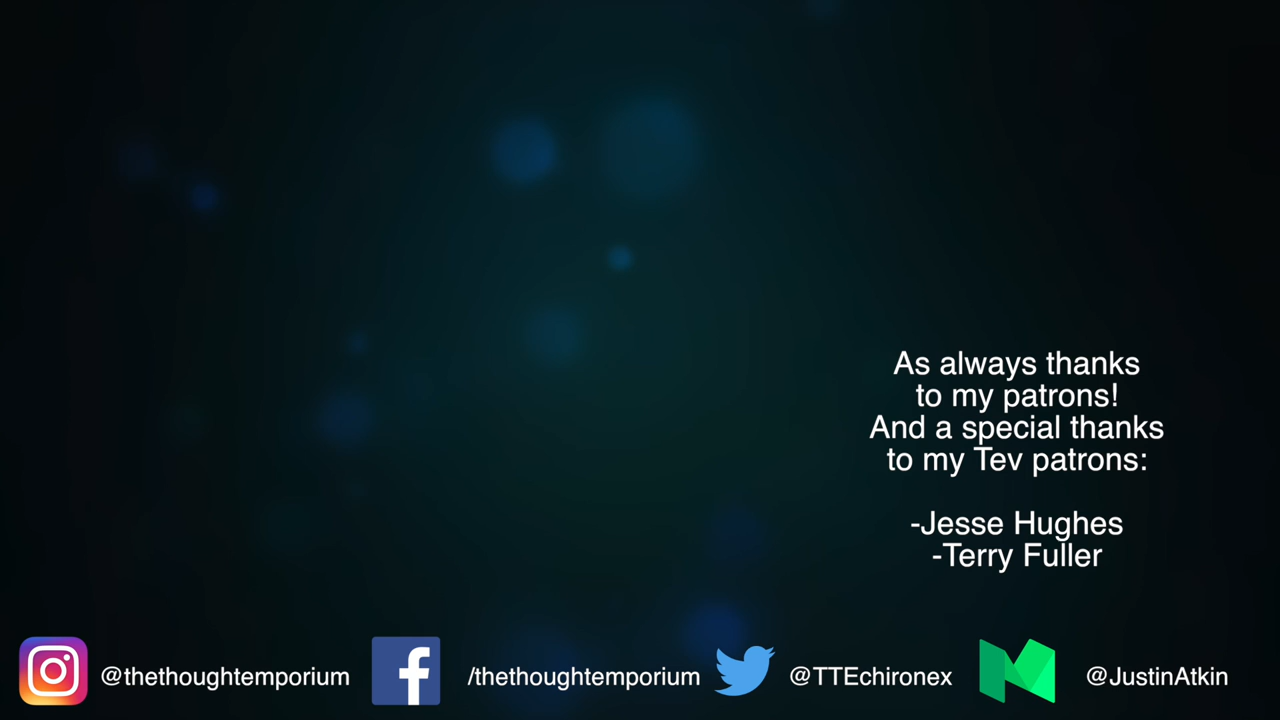 As always thanks
to my patrons!
And a special thanks
to my Tev patrons:
-Jesse Hughes
-Terry Fuller
@thethoughtemporium /thethoughtemporium @TTEchironex @JustinAtkin